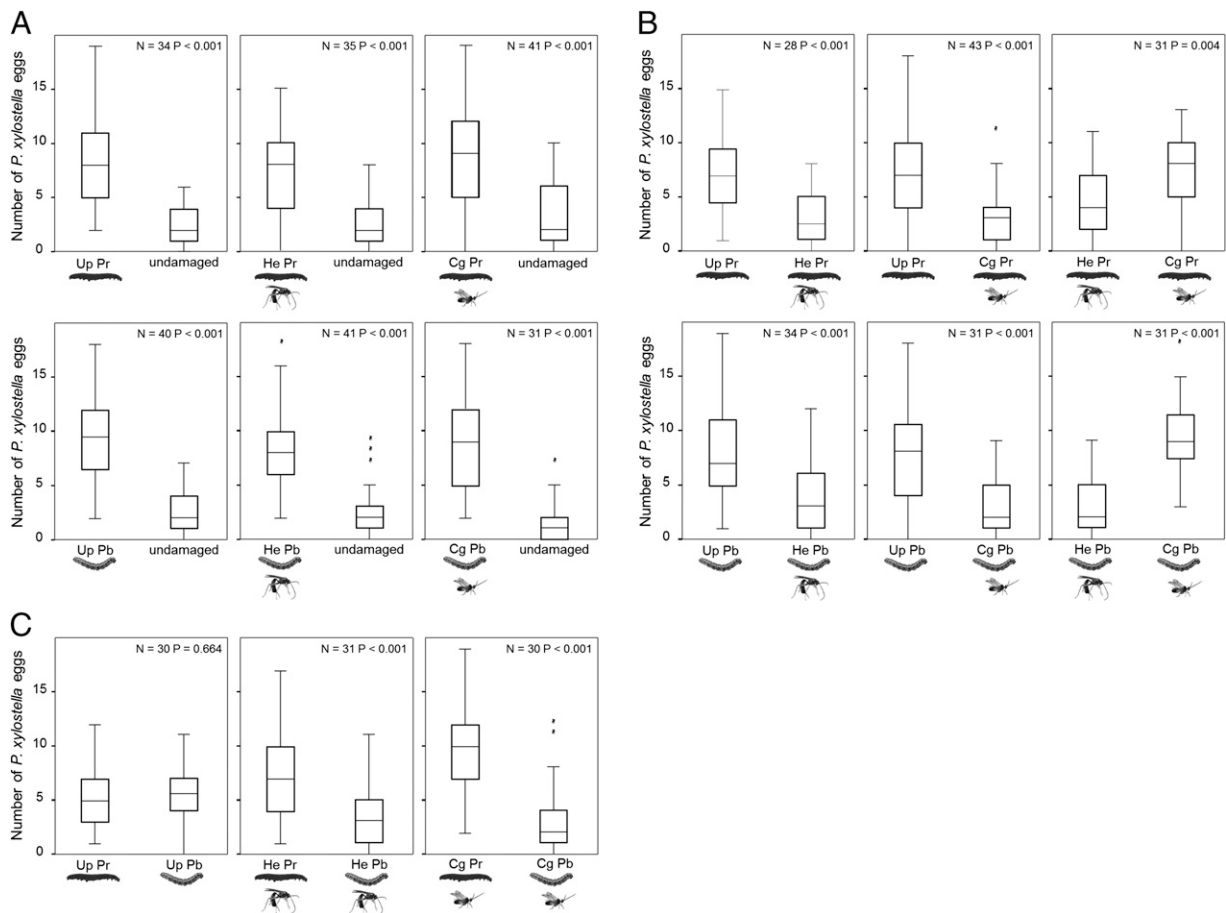 A
N = 34 P < 0.001
N = 35 P < 0.001
N = 41 P < 0.001
Number of P. xylostella eggs
15
10
5
0
Up Pr
undamaged
He Pr
undamaged
Cg Pr
undamaged
N = 40 P < 0.001
N = 41 P < 0.001
N = 31 P < 0.001
Number of P. xylostella eggs
15
10
5
0
Up Pb
undamaged
He Pb
undamaged
Cg Pb
undamaged
B
N = 28 P < 0.001
N = 43 P < 0.001
N = 31 P = 0.004
Number of P. xylostella eggs
15
10
5
0
Up Pr
He Pr
Up Pr
Cg Pr
He Pr
Cg Pr
N = 34 P < 0.001
N = 31 P < 0.001
N = 31 P < 0.001
Number of P. xylostella eggs
15
10
5
0
Up Pb
He Pb
Up Pb
Cg Pb
He Pb
Cg Pb
C
N = 30 P = 0.664
N = 31 P < 0.001
N = 30 P < 0.001
Number of P. xylostella eggs
15
10
5
0
Up Pr
Up Pb
He Pr
He Pb
Cg Pr
Cg Pb